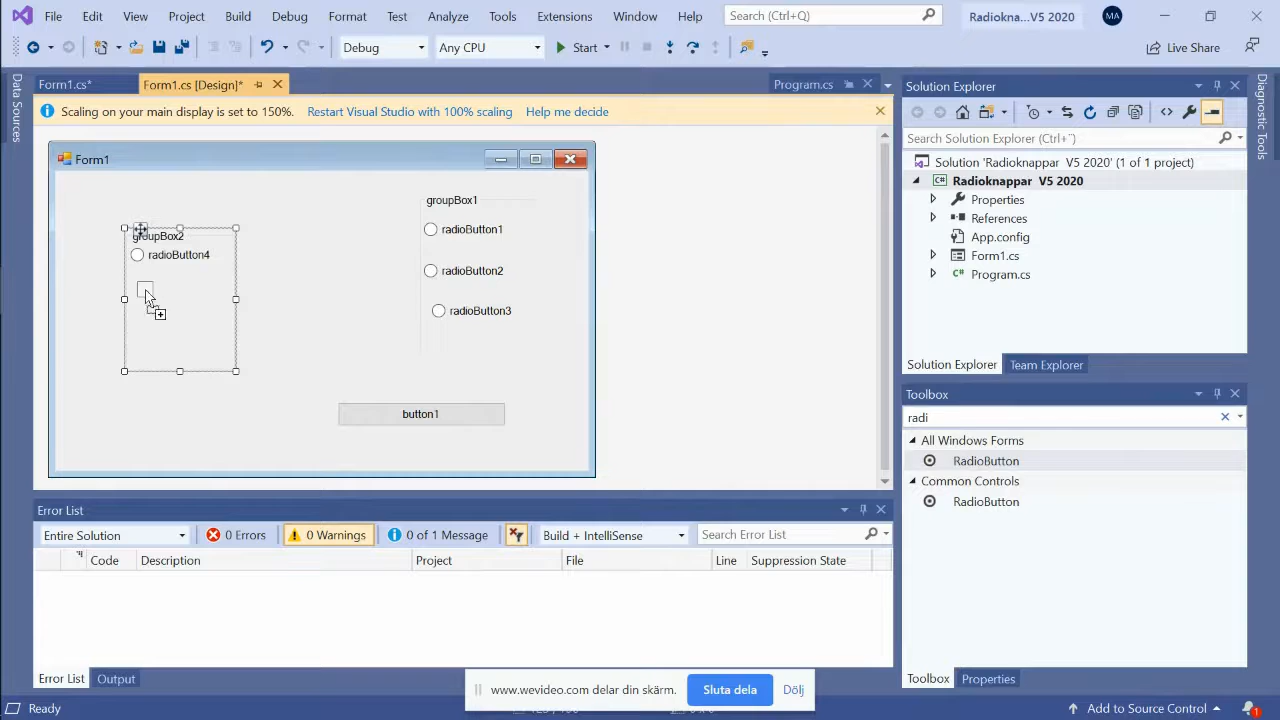 File Edit View Project Build Debug Format Test Analyze Tools Extensions Window Help Search (Ctrl+Q) Radiokna...V5 2020 MA
Debug Any CPU Start Live Share
Data Sources
Form1.cs* Form1.cs [Design]* Program.cs
Scaling on your main display is set to 150%. Restart Visual Studio with 100% scaling Help me decide
Form1
groupBox1
radioButton1
radioButton2
radioButton3
groupBox2
radioButton4
button1
Solution Explorer
Search Solution Explorer (Ctrl+¨)
Solution 'Radioknappar V5 2020' (1 of 1 project)
C# Radioknappar V5 2020
Properties
References
App.config
Form1.cs
C# Program.cs
Solution Explorer Team Explorer
Diagnostic Tools
Toolbox
radi
All Windows Forms
RadioButton
Common Controls
RadioButton
Toolbox Properties
Error List
Entire Solution 0 Errors 0 Warnings 0 of 1 Message Build + IntelliSense Search Error List
Code Description Project File Line Suppression State
Error List Output
www.wevideo.com delar din skärm. Sluta dela Dölj
Ready Add to Source Control 1